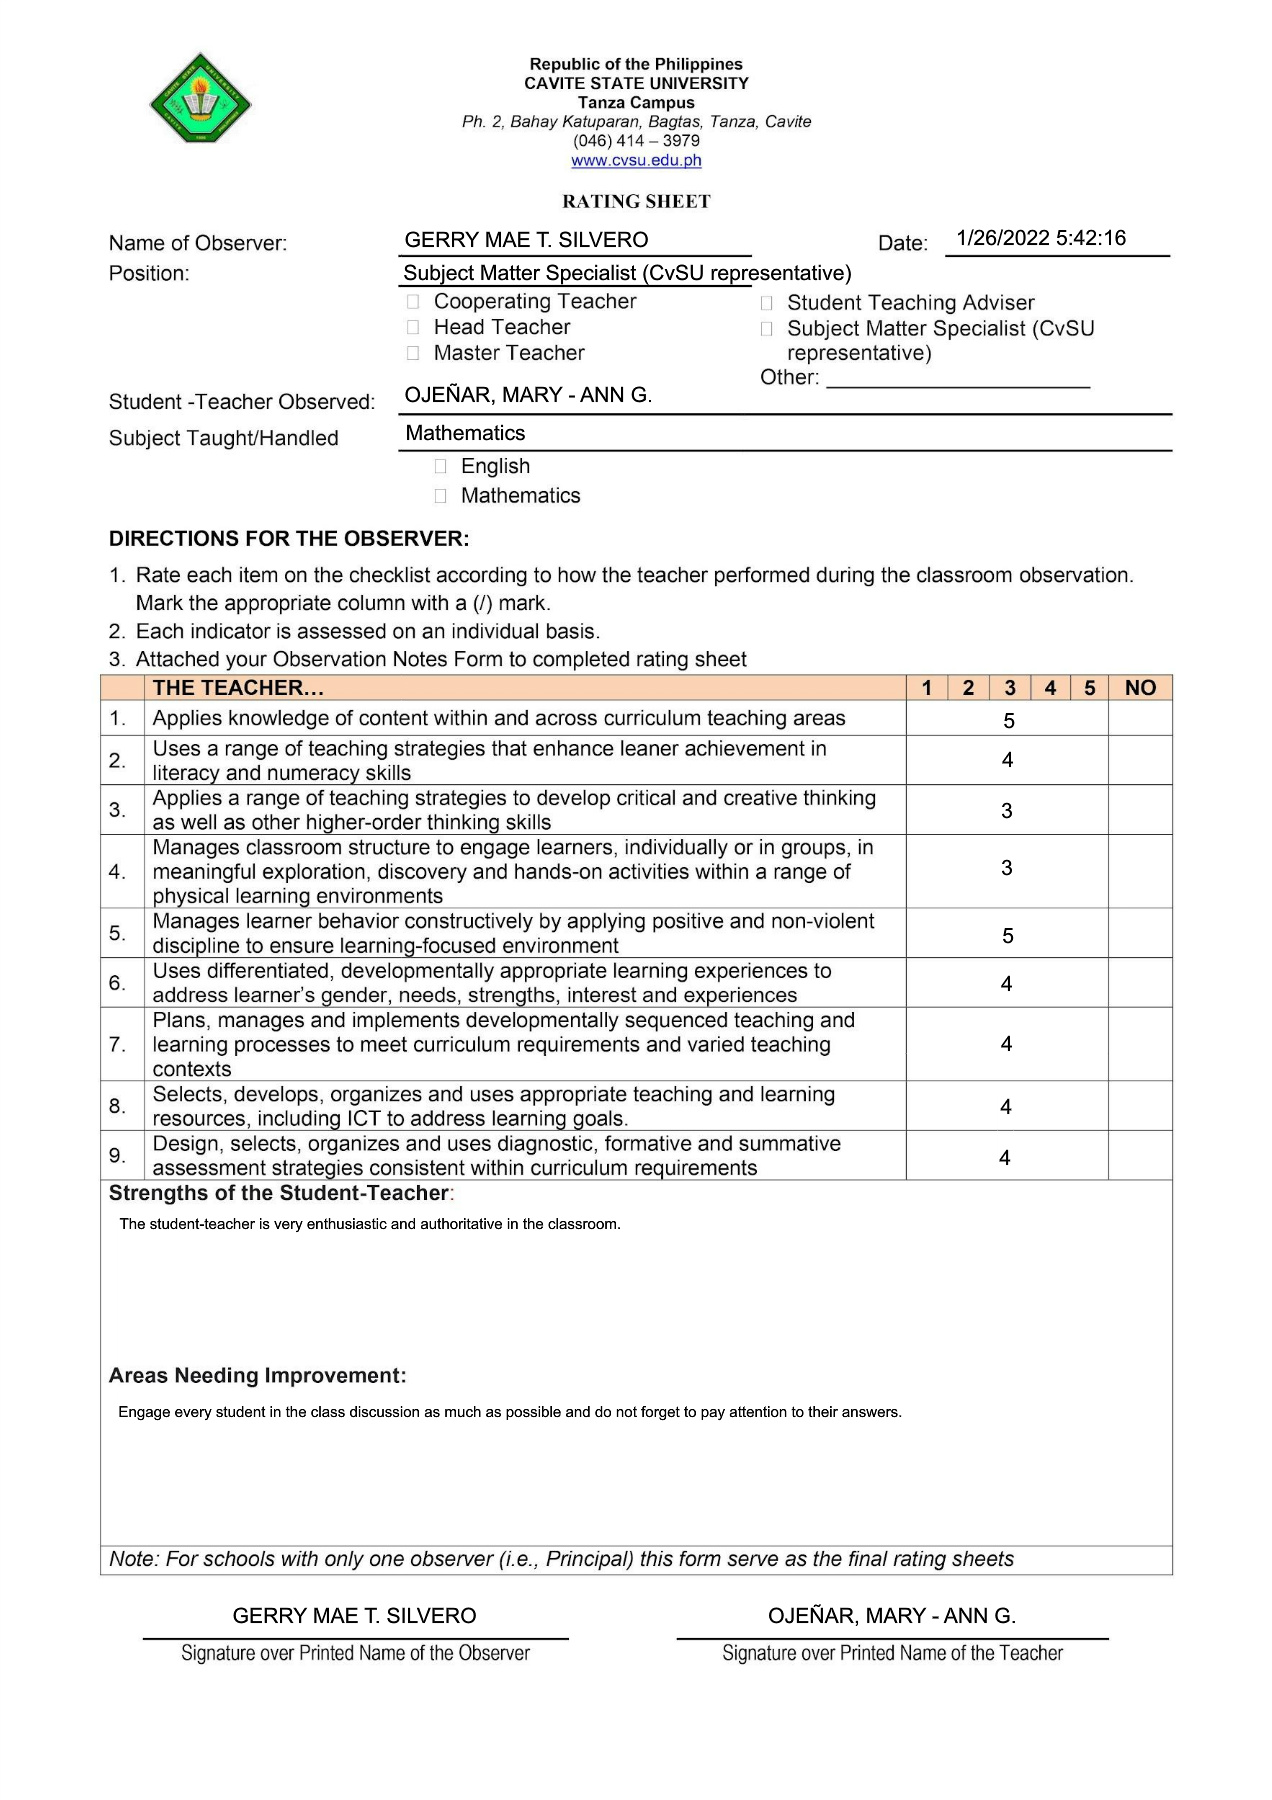 Republic of the Philippines
CAVITE STATE UNIVERSITY
Tanza Campus
Ph. 2, Bahay Katuparan, Bagtas, Tanza, Cavite
(046) 414 – 3979
www.cvsu.edu.ph
RATING SHEET
Name of Observer: GERRY MAE T. SILVERO Date: 1/26/2022 5:42:16
Position: Subject Matter Specialist (CvSU representative)
Cooperating Teacher Student Teaching Adviser
Head Teacher Subject Matter Specialist (CvSU
Master Teacher representative)
Other:
Student -Teacher Observed: OJEÑAR, MARY - ANN G.
Subject Taught/Handled Mathematics
English
Mathematics
DIRECTIONS FOR THE OBSERVER:
1. Rate each item on the checklist according to how the teacher performed during the classroom observation.
Mark the appropriate column with a (/) mark.
2. Each indicator is assessed on an individual basis.
3. Attached your Observation Notes Form to completed rating sheet
THE TEACHER… 1 2 3 4 5 NO
1. Applies knowledge of content within and across curriculum teaching areas 5
2. Uses a range of teaching strategies that enhance leaner achievement in
literacy and numeracy skills 4
3. Applies a range of teaching strategies to develop critical and creative thinking
as well as other higher-order thinking skills 3
4. Manages classroom structure to engage learners, individually or in groups, in
meaningful exploration, discovery and hands-on activities within a range of
physical learning environments 3
5. Manages learner behavior constructively by applying positive and non-violent
discipline to ensure learning-focused environment 5
6. Uses differentiated, developmentally appropriate learning experiences to
address learner’s gender, needs, strengths, interest and experiences 4
7. Plans, manages and implements developmentally sequenced teaching and
learning processes to meet curriculum requirements and varied teaching
contexts 4
8. Selects, develops, organizes and uses appropriate teaching and learning
resources, including ICT to address learning goals. 4
9. Design, selects, organizes and uses diagnostic, formative and summative
assessment strategies consistent within curriculum requirements 4
Strengths of the Student-Teacher:
The student-teacher is very enthusiastic and authoritative in the classroom.
Areas Needing Improvement:
Engage every student in the class discussion as much as possible and do not forget to pay attention to their answers.
Note: For schools with only one observer (i.e., Principal) this form serve as the final rating sheets
GERRY MAE T. SILVERO OJEÑAR, MARY - ANN G.
Signature over Printed Name of the Observer Signature over Printed Name of the Teacher